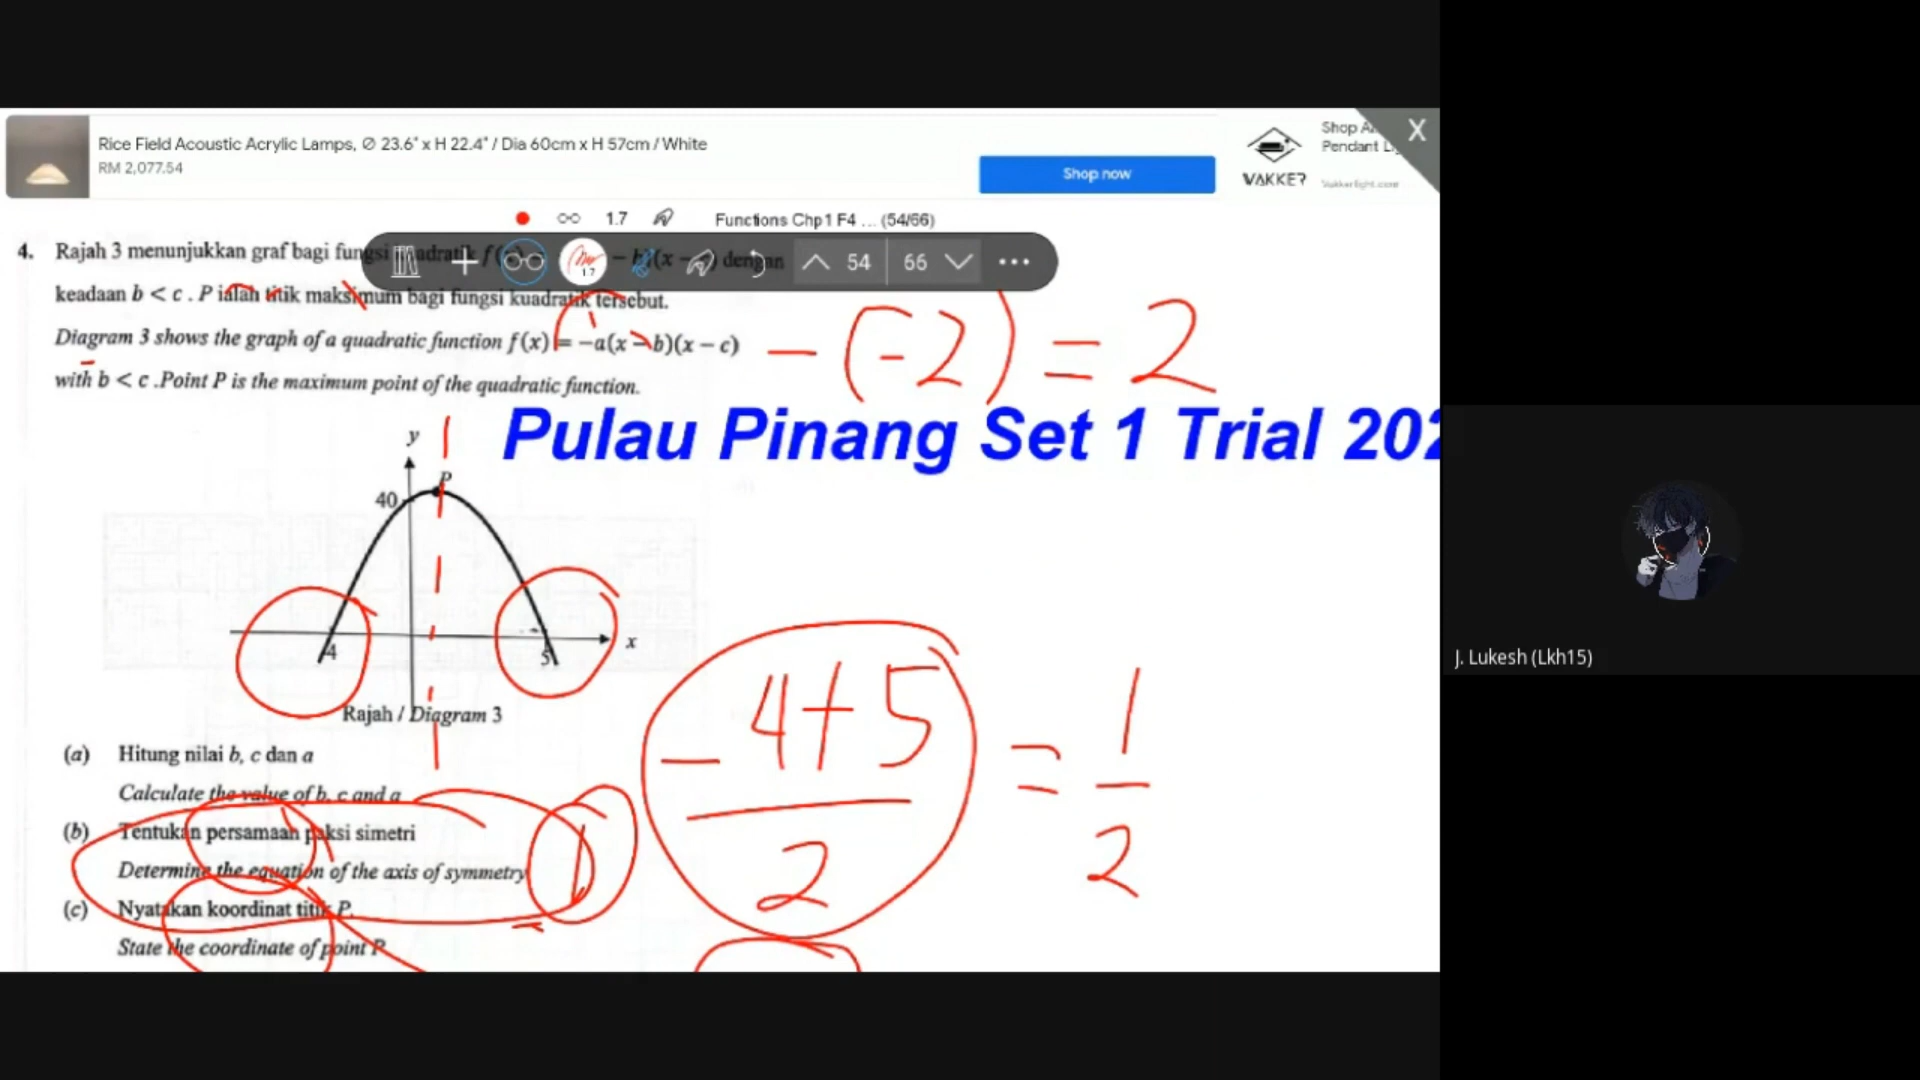 Rice Field Acoustic Acrylic Lamps, Ø 23.6" x H 22.4" / Dia 60cm x H 57cm / White
RM 2,077.54
Shop now
VAKKER
Shop A
Pendant
X
1.7 Functions Chp1 F4 ... (54/66)
54 66
4. Rajah 3 menunjukkan graf bagi fungsi kuadratik f dengan
keadaan b < c . P ialah titik maksimum bagi fungsi kuadratik tersebut.
Diagram 3 shows the graph of a quadratic function f(x) = -a(x - b)(x - c)
with b < c .Point P is the maximum point of the quadratic function.
- (-2) = 2
Pulau Pinang Set 1 Trial 202
y
P
40
x
-4
5
Rajah / Diagram 3
-4+5
2
= 1
2
(a) Hitung nilai b, c dan a
Calculate the value of b, c and a
(b) Tentukan persamaan paksi simetri
Determine the equation of the axis of symmetry
(c) Nyatakan koordinat titik P.
State the coordinate of point P
J. Lukesh (Lkh15)